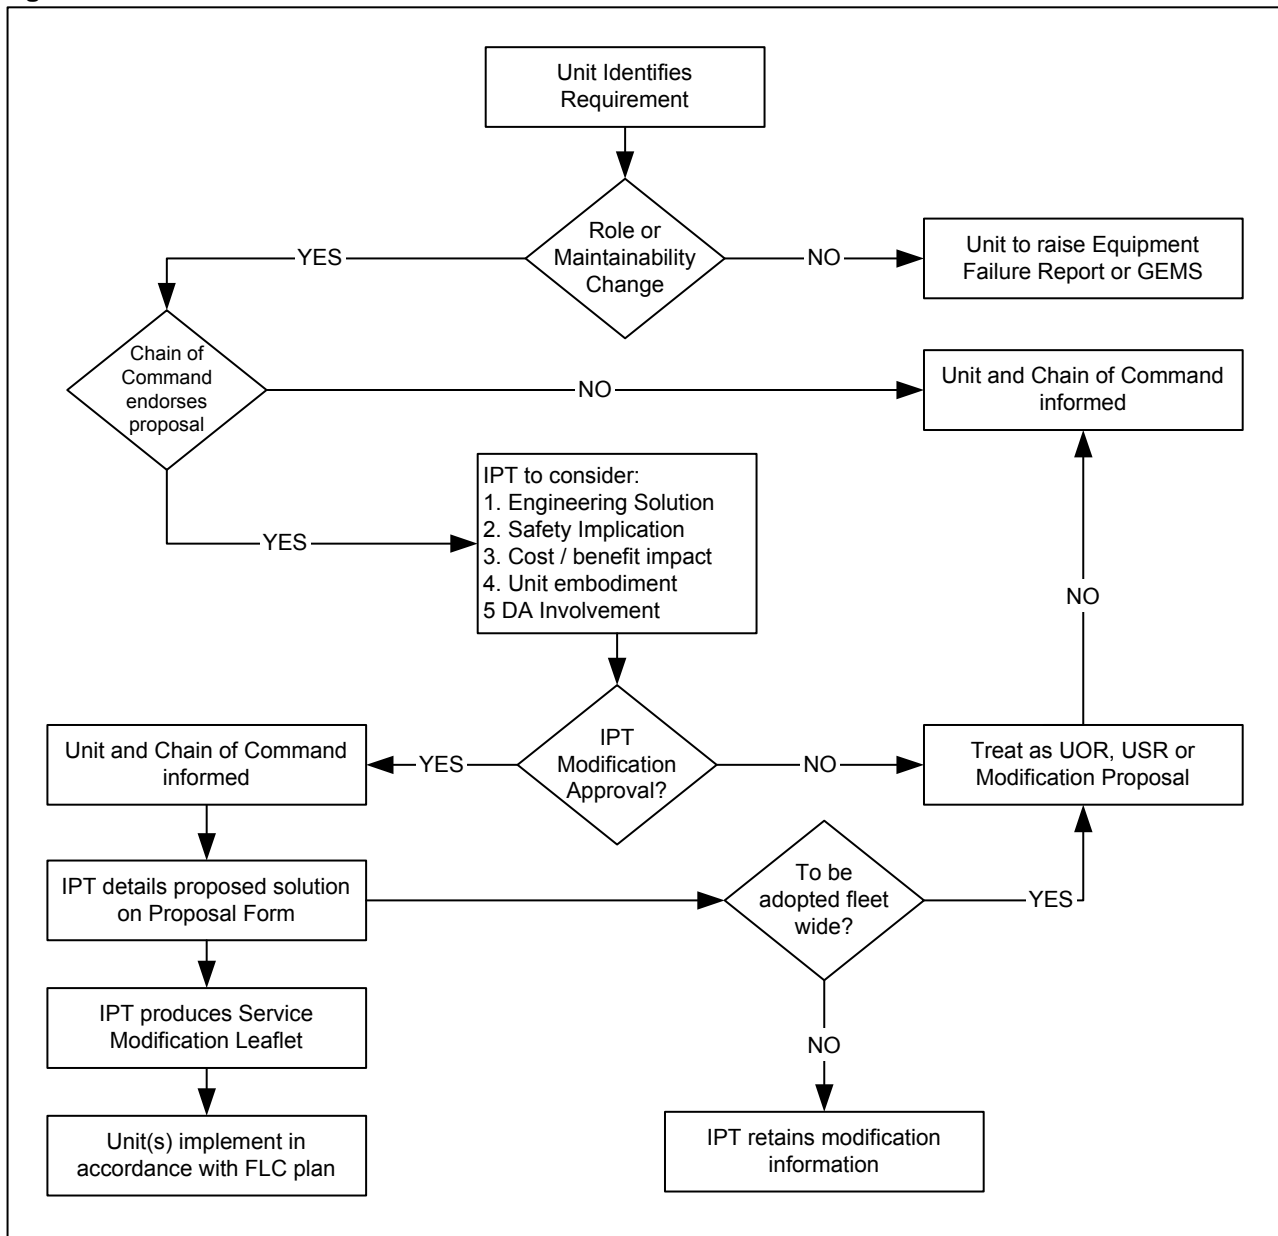 Unit Identifies
Requirement
Role or
Maintainability
Change
YES
NO
Unit to raise Equipment
Failure Report or GEMS
Chain of
Command
endorses
proposal
NO
Unit and Chain of Command
informed
IPT to consider:
1. Engineering Solution
2. Safety Implication
3. Cost / benefit impact
4. Unit embodiment
5 DA Involvement
YES
NO
IPT
Modification
Approval?
YES
NO
Unit and Chain of Command
informed
Treat as UOR, USR or
Modification Proposal
IPT details proposed solution
on Proposal Form
To be
adopted fleet
wide?
YES
IPT produces Service
Modification Leaflet
NO
Unit(s) implement in
accordance with FLC plan
IPT retains modification
information